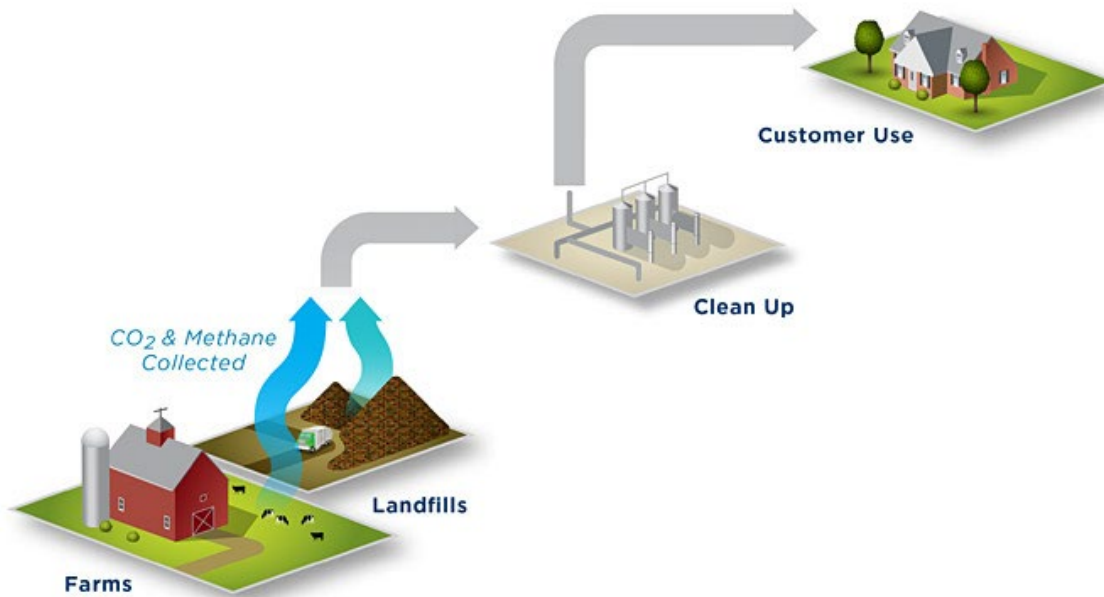 Customer Use
Clean Up
CO2 & Methane
Collected
Landfills
Farms